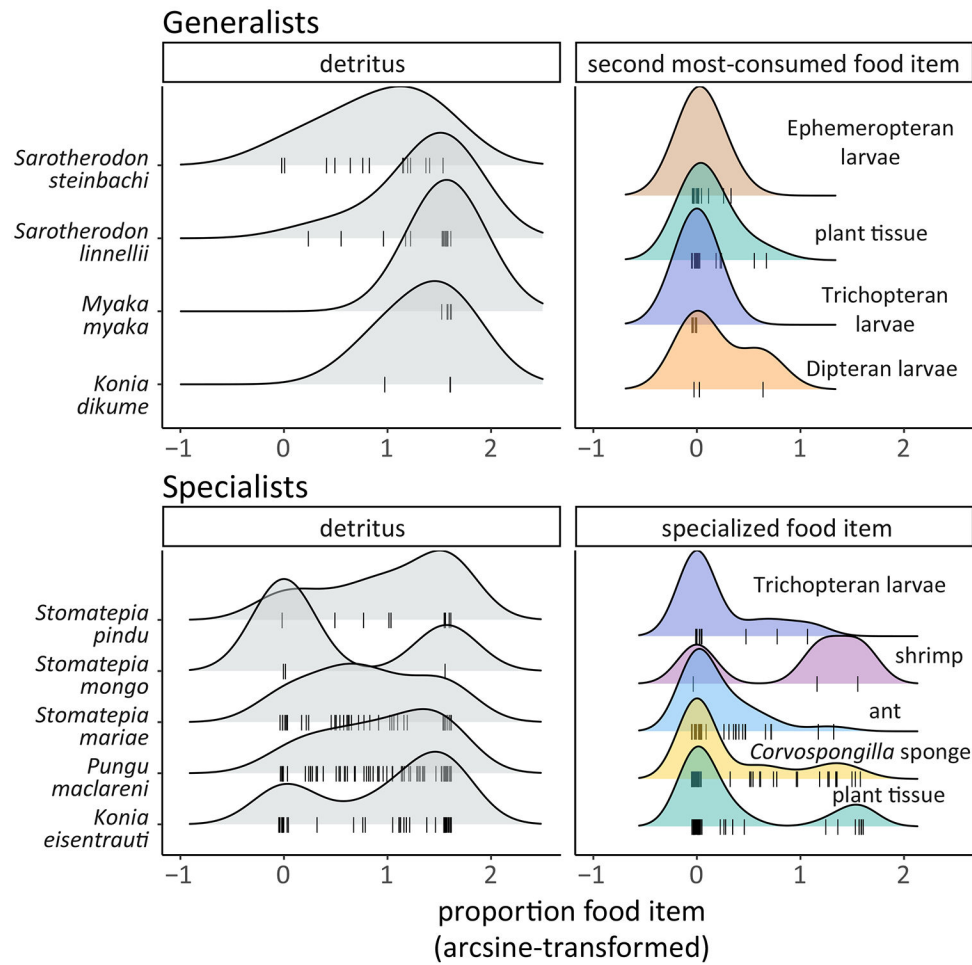 Generalists
detritus
second most-consumed food item
Sarotherodon
steinbachi
Sarotherodon
linnellii
Myaka
myaka
Konia
dikume
Ephemeropteran
larvae
plant tissue
Trichopteran
larvae
Dipteran larvae
−1 0 1 2
−1 0 1 2
Specialists
detritus
specialized food item
Stomatepia
pindu
Stomatepia
mongo
Stomatepia
mariae
Pungu
maclareni
Konia
eisentrauti
Trichopteran larvae
shrimp
ant
Corvospongilla sponge
plant tissue
−1 0 1 2
−1 0 1 2
proportion food item
(arcsine-transformed)